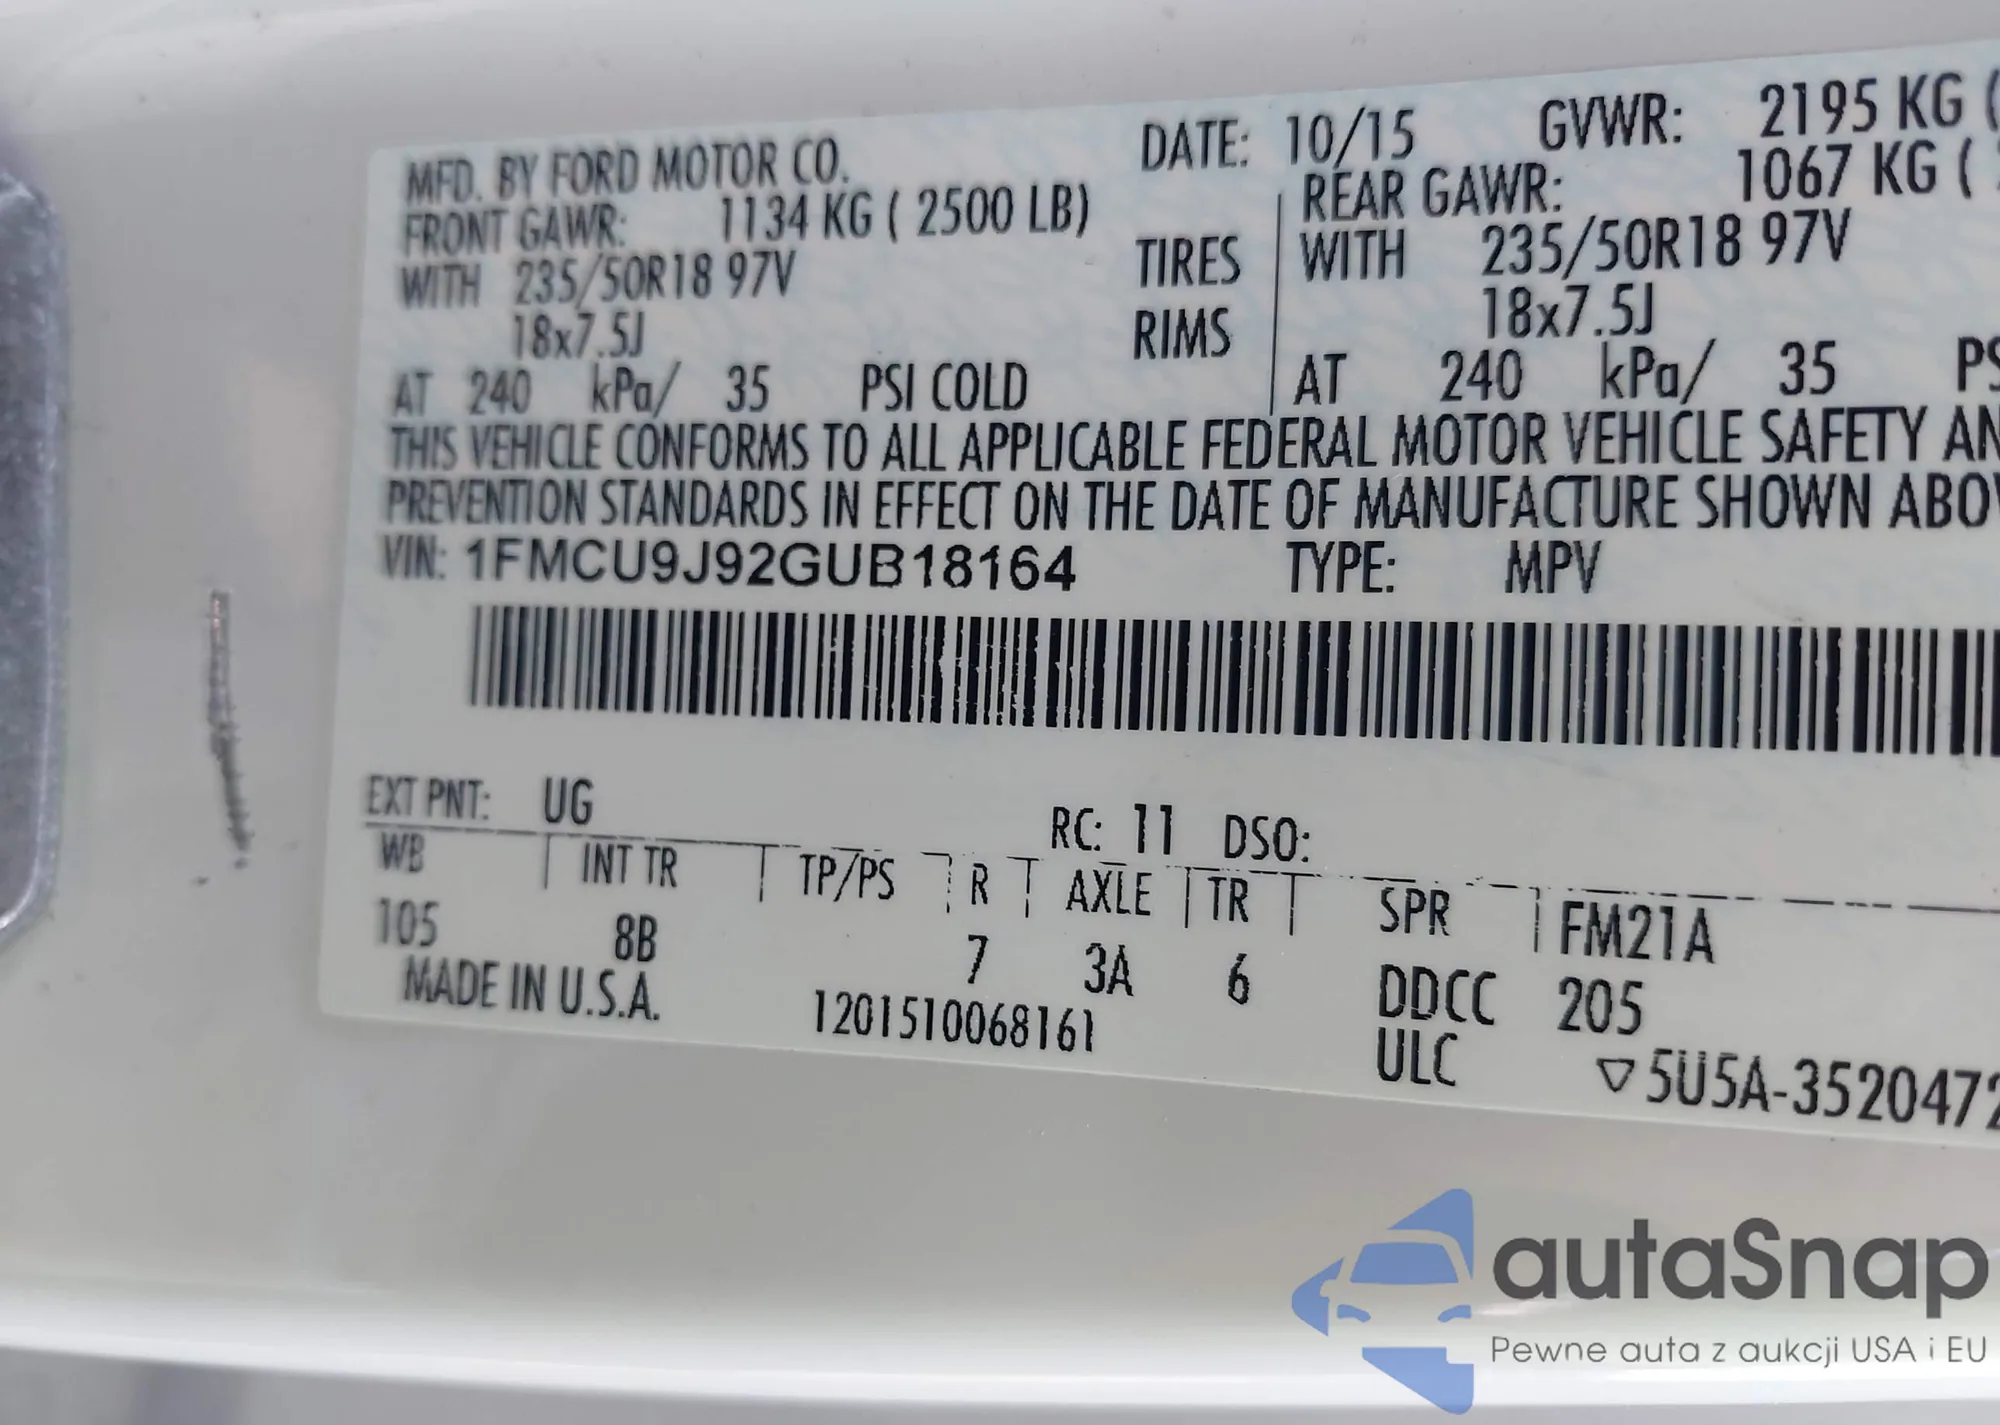 MFD. BY FORD MOTOR CO. DATE: 10/15 GVWR: 2195 KG (
FRONT GAWR: 1134 KG ( 2500 LB) REAR GAWR: 1067 KG (
WITH 235/50R18 97V TIRES WITH 235/50R18 97V
18x7.5J RIMS 18x7.5J
AT 240 kPa/ 35 PSI COLD AT 240 kPa/ 35 PS
THIS VEHICLE CONFORMS TO ALL APPLICABLE FEDERAL MOTOR VEHICLE SAFETY AN
PREVENTION STANDARDS IN EFFECT ON THE DATE OF MANUFACTURE SHOWN ABOV
VIN: 1FMCU9J92GUB18164 TYPE: MPV
EXT PNT: UG RC: 11 DSO:
WB INT TR TP/PS R AXLE TR SPR FM21A
105 8B 7 3A 6 DDCC 205
MADE IN U.S.A. 1201510068161 ULC ▽5U5A-3520472
autaSnap
Pewne auta z aukcji USA i EU